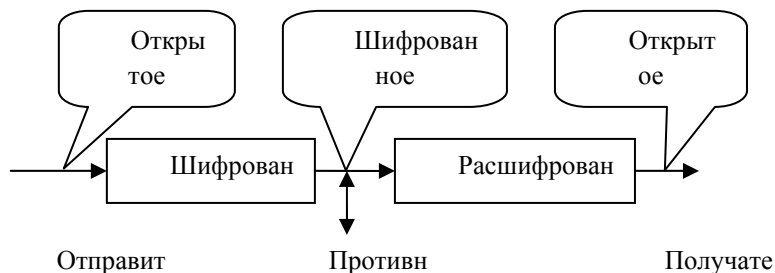 Откры
тое
Шифрован
ное
Открыт
ое
Шифрован
Расшифрован
Отправит
Противн
Получате